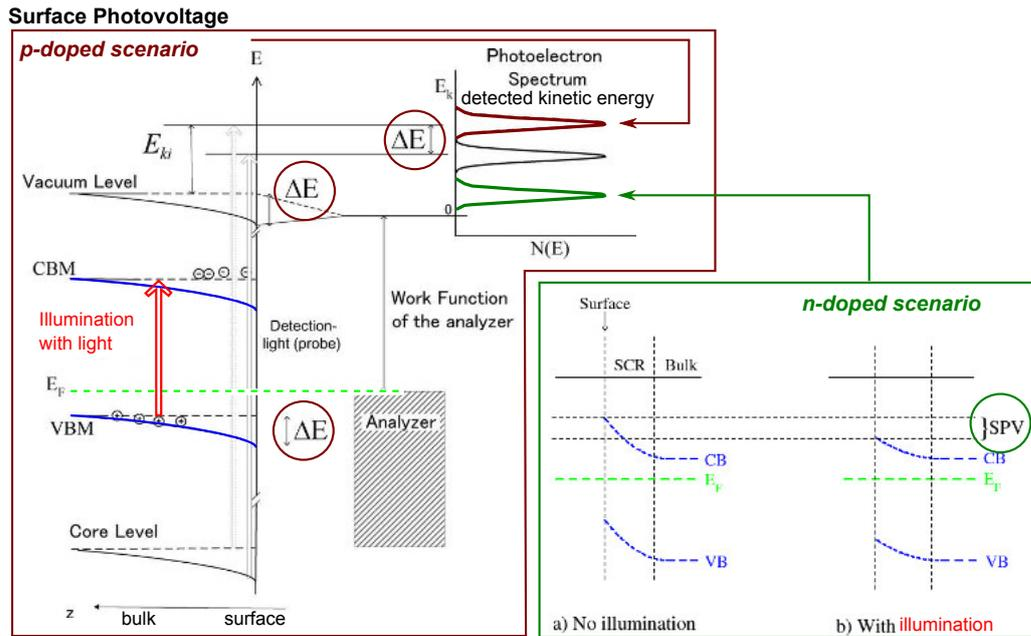 Surface Photovoltage
p-doped scenario
E
Photoelectron
Spectrum
E_k
detected kinetic energy
ΔE
E_ki
Vacuum Level
ΔE
0
N(E)
CBM
Illumination
with light
Detection-
light (probe)
Work Function
of the analyzer
E_F
VBM
ΔE
Analyzer
Core Level
z
bulk
surface
n-doped scenario
Surface
SCR
Bulk
}SPV
CB
CB
E_F
E_F
VB
VB
a) No illumination
b) With illumination